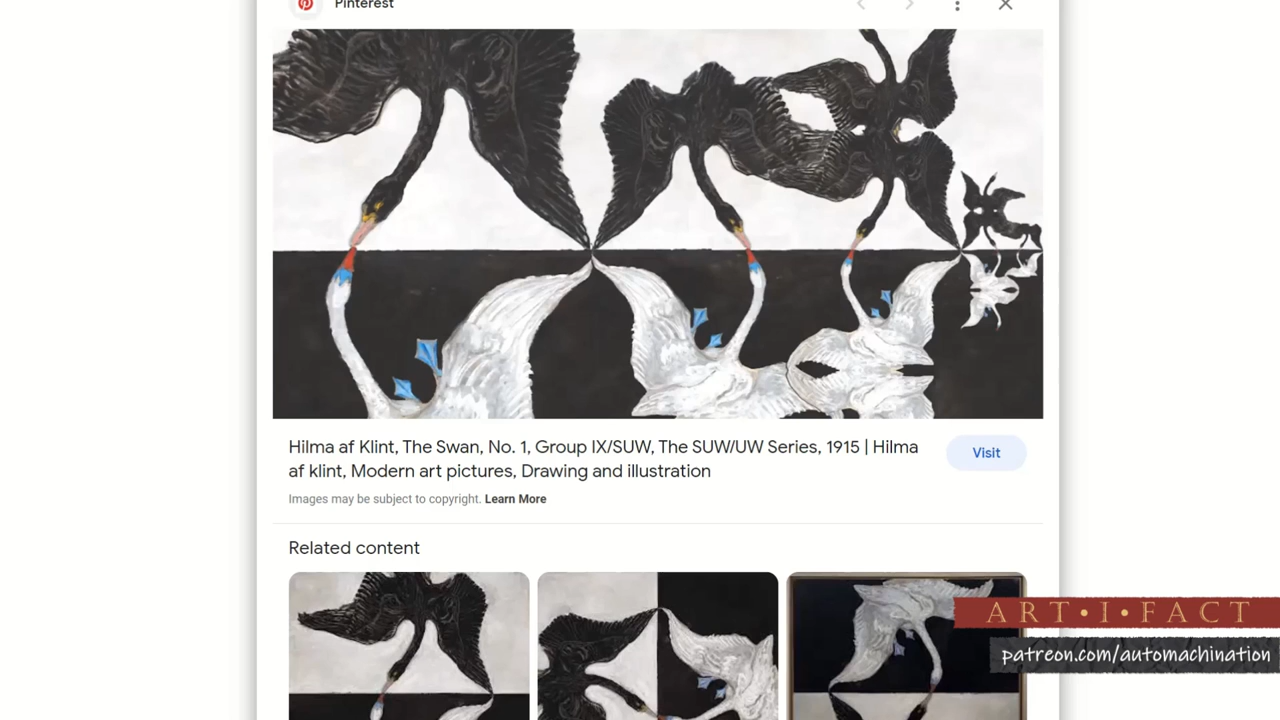 Pinterest
Hilma af Klint, The Swan, No. 1, Group IX/SUW, The SUW/UW Series, 1915 | Hilma
af klint, Modern art pictures, Drawing and illustration
Visit
Images may be subject to copyright. Learn More
Related content
ART•I•FACT
patreon.com/automachination